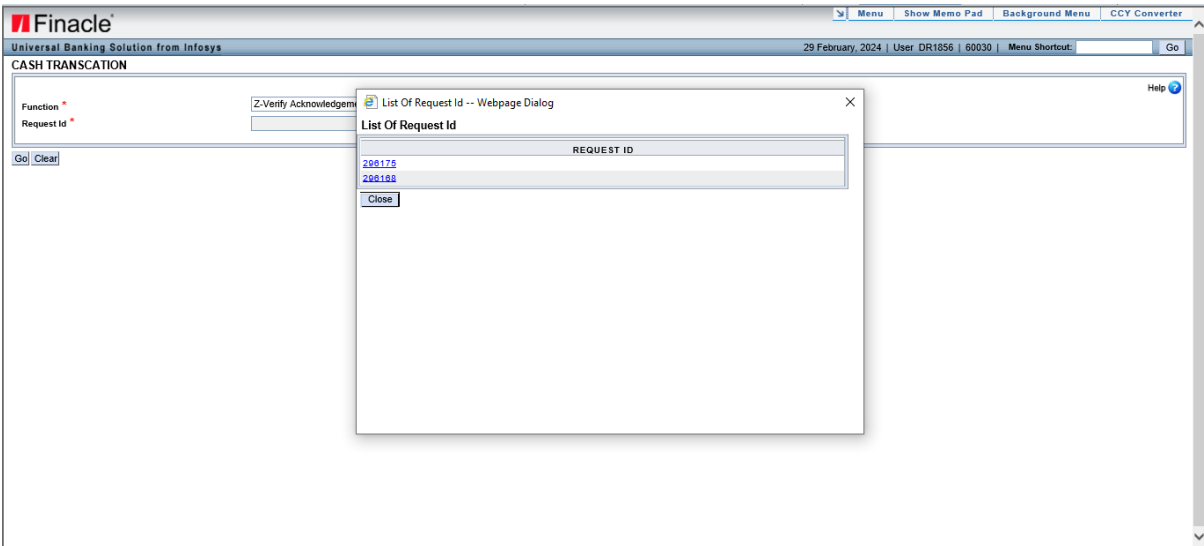 Menu Show Memo Pad Background Menu CCY Converter
Finacle
Universal Banking Solution from Infosys 29 February, 2024 | User DR1856 | 60030 | Menu Shortcut: Go
CASH TRANSCATION
Help ?
Function * Z-Verify Acknowledgeme
Request Id *
Go Clear
List Of Request Id -- Webpage Dialog
List Of Request Id
REQUEST ID
296175
296168
Close